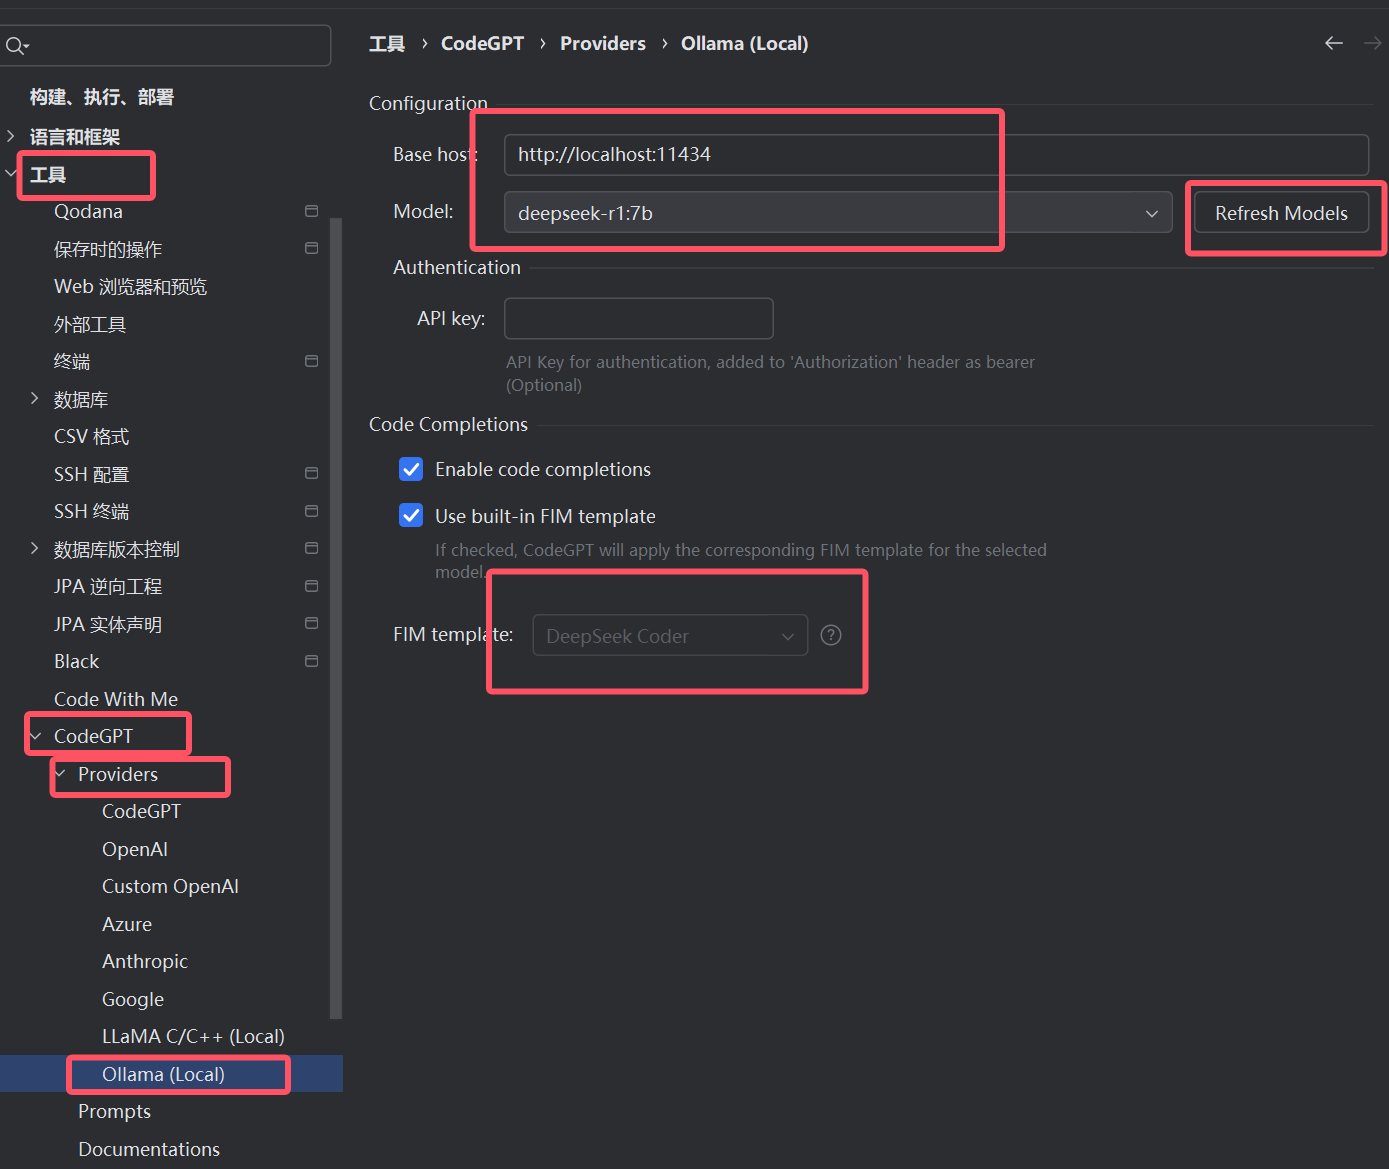 构建、执行、部署
语言和框架
工具
Qodana
保存时的操作
Web 浏览器和预览
外部工具
终端
数据库
CSV 格式
SSH 配置
SSH 终端
数据库版本控制
JPA 逆向工程
JPA 实体声明
Black
Code With Me
CodeGPT
Providers
CodeGPT
OpenAI
Custom OpenAI
Azure
Anthropic
Google
LLaMA C/C++ (Local)
Ollama (Local)
Prompts
Documentations
工具 › CodeGPT › Providers › Ollama (Local)
Configuration
Base host: http://localhost:11434
Model: deepseek-r1:7b Refresh Models
Authentication
API key:
API Key for authentication, added to 'Authorization' header as bearer
(Optional)
Code Completions
Enable code completions
Use built-in FIM template
If checked, CodeGPT will apply the corresponding FIM template for the selected
model.
FIM template: DeepSeek Coder ?